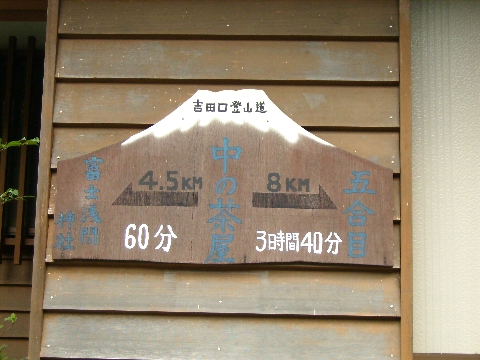 吉田口登山道
富士浅間
神社
4.5KM
60分
中の茶屋
8KM
3時間40分
五合目